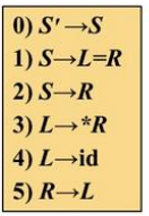 0) S' →S
1) S→L=R
2) S→R
3) L→*R
4) L→id
5) R→L